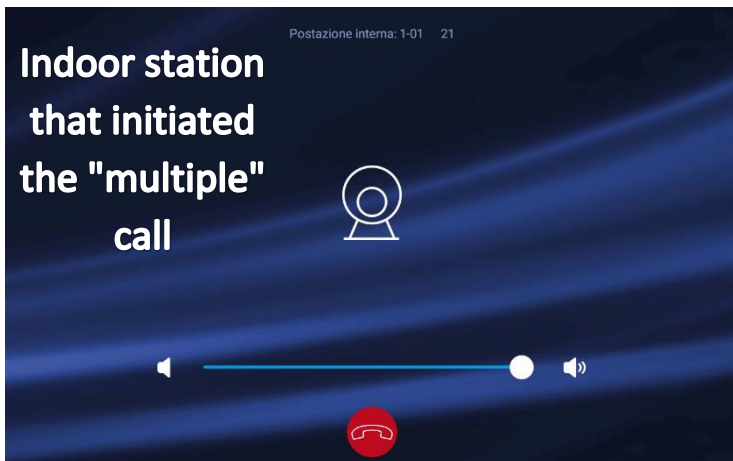 Postazione interna: 1-01 21
Indoor station
that initiated
the "multiple"
call